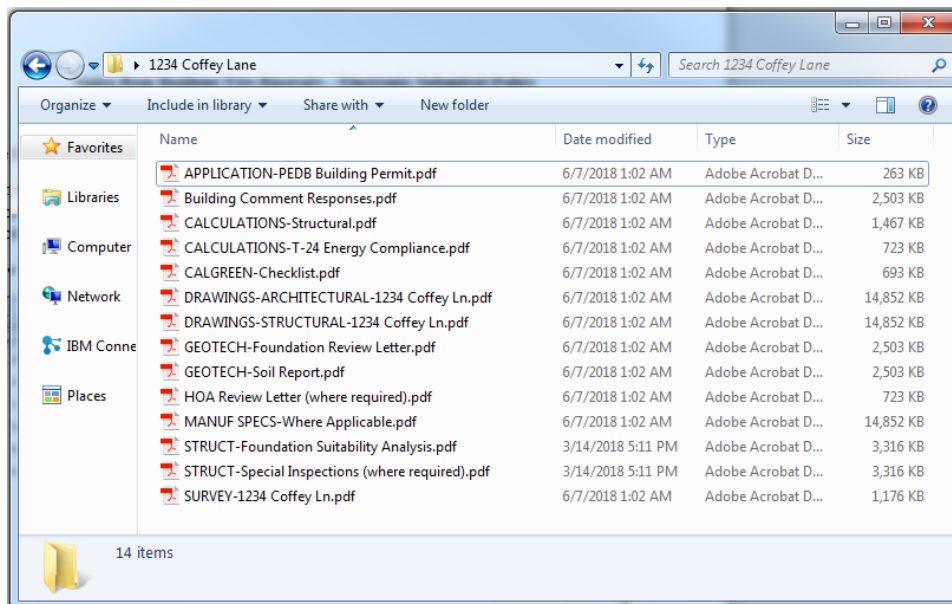 1234 Coffey Lane
Search 1234 Coffey Lane
Organize Include in library Share with New folder
Name Date modified Type Size
Favorites
Libraries
Computer
Network
IBM Conne
Places
APPLICATION-PEDB Building Permit.pdf 6/7/2018 1:02 AM Adobe Acrobat D... 263 KB
Building Comment Responses.pdf 6/7/2018 1:02 AM Adobe Acrobat D... 2,503 KB
CALCULATIONS-Structural.pdf 6/7/2018 1:02 AM Adobe Acrobat D... 1,467 KB
CALCULATIONS-T-24 Energy Compliance.pdf 6/7/2018 1:02 AM Adobe Acrobat D... 723 KB
CALGREEN-Checklist.pdf 6/7/2018 1:02 AM Adobe Acrobat D... 693 KB
DRAWINGS-ARCHITECTURAL-1234 Coffey Ln.pdf 6/7/2018 1:02 AM Adobe Acrobat D... 14,852 KB
DRAWINGS-STRUCTURAL-1234 Coffey Ln.pdf 6/7/2018 1:02 AM Adobe Acrobat D... 14,852 KB
GEOTECH-Foundation Review Letter.pdf 6/7/2018 1:02 AM Adobe Acrobat D... 2,503 KB
GEOTECH-Soil Report.pdf 6/7/2018 1:02 AM Adobe Acrobat D... 2,503 KB
HOA Review Letter (where required).pdf 6/7/2018 1:02 AM Adobe Acrobat D... 723 KB
MANUF SPECS-Where Applicable.pdf 6/7/2018 1:02 AM Adobe Acrobat D... 14,852 KB
STRUCT-Foundation Suitability Analysis.pdf 3/14/2018 5:11 PM Adobe Acrobat D... 3,316 KB
STRUCT-Special Inspections (where required).pdf 3/14/2018 5:11 PM Adobe Acrobat D... 3,316 KB
SURVEY-1234 Coffey Ln.pdf 6/7/2018 1:02 AM Adobe Acrobat D... 1,176 KB
14 items